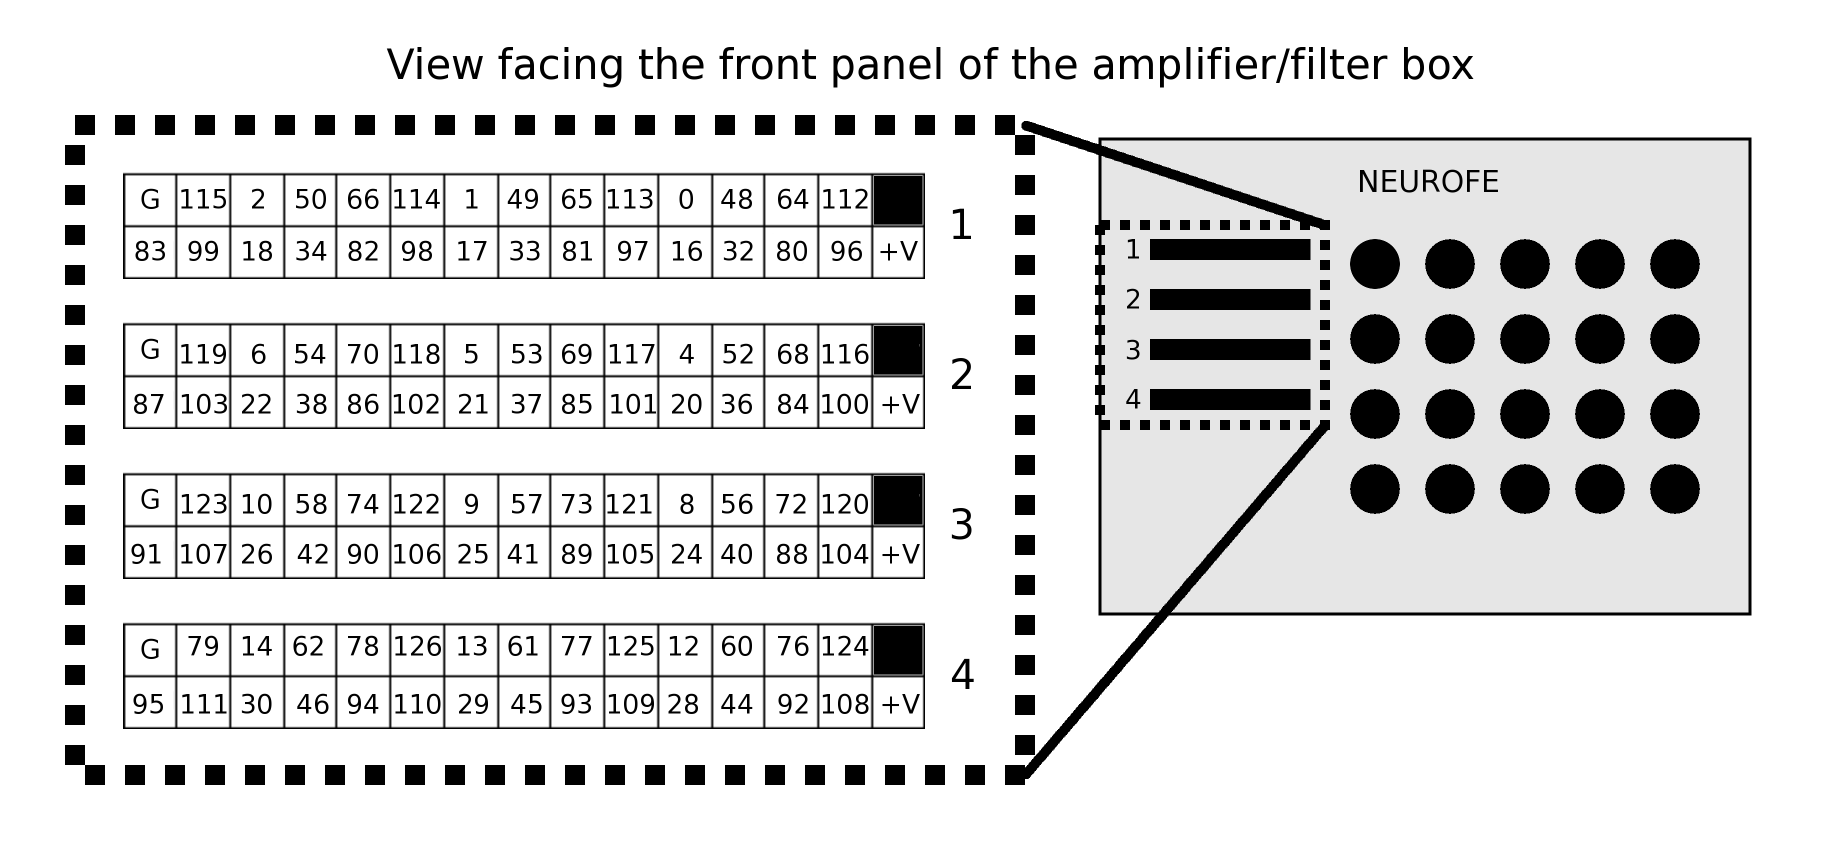 View facing the front panel of the amplifier/filter box
G 115 2 50 66 114 1 49 65 113 0 48 64 112
83 99 18 34 82 98 17 33 81 97 16 32 80 96 +V
1
G 119 6 54 70 118 5 53 69 117 4 52 68 116
87 103 22 38 86 102 21 37 85 101 20 36 84 100 +V
2
G 123 10 58 74 122 9 57 73 121 8 56 72 120
91 107 26 42 90 106 25 41 89 105 24 40 88 104 +V
3
G 79 14 62 78 126 13 61 77 125 12 60 76 124
95 111 30 46 94 110 29 45 93 109 28 44 92 108 +V
4
NEUROFE
1
2
3
4